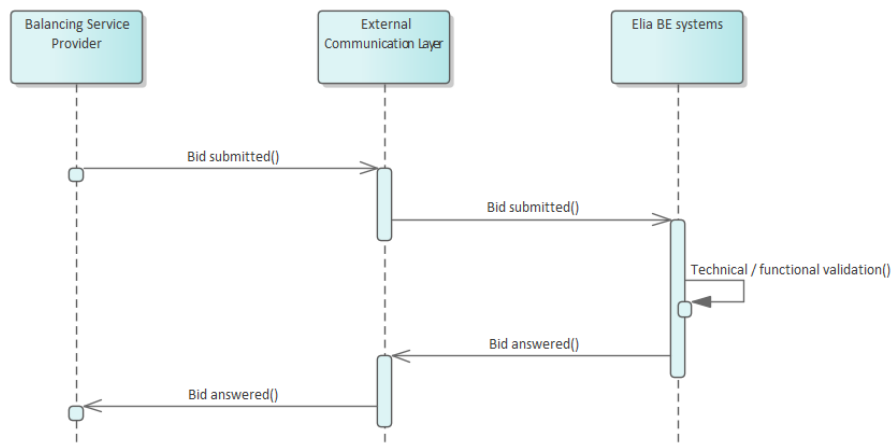 Balancing Service
Provider
External
Communication Layer
Elia BE systems
Bid submitted()
Bid submitted()
Technical / functional validation()
Bid answered()
Bid answered()